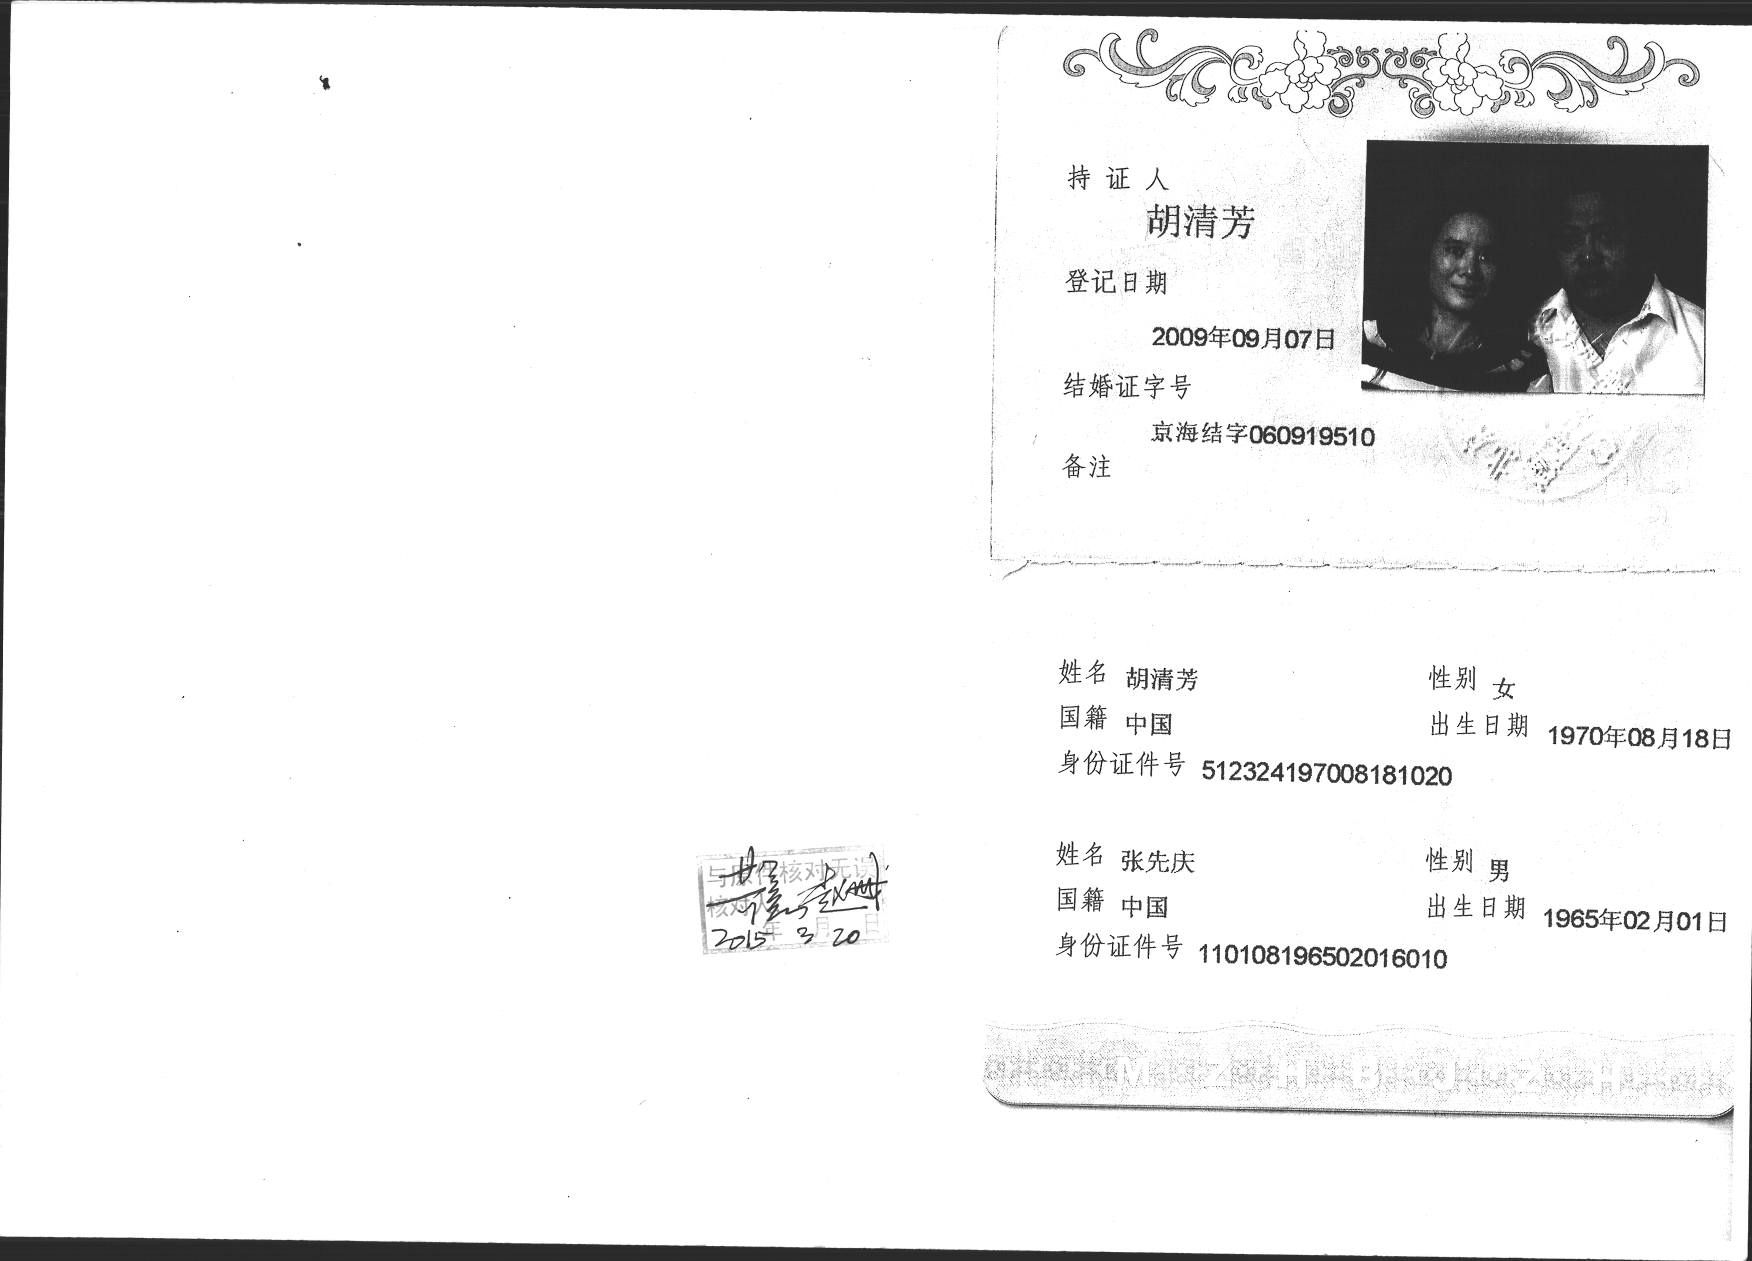 持证人
胡清芳
登记日期
2009年09月07日
结婚证字号
京海结字060919510
备注
姓名 胡清芳 性别 女
国籍 中国 出生日期 1970年08月18日
身份证件号 512324197008181020
姓名 张先庆 性别 男
国籍 中国 出生日期 1965年02月01日
身份证件号 110108196502016010
与原件核对无误
核对人
2015年3月20日